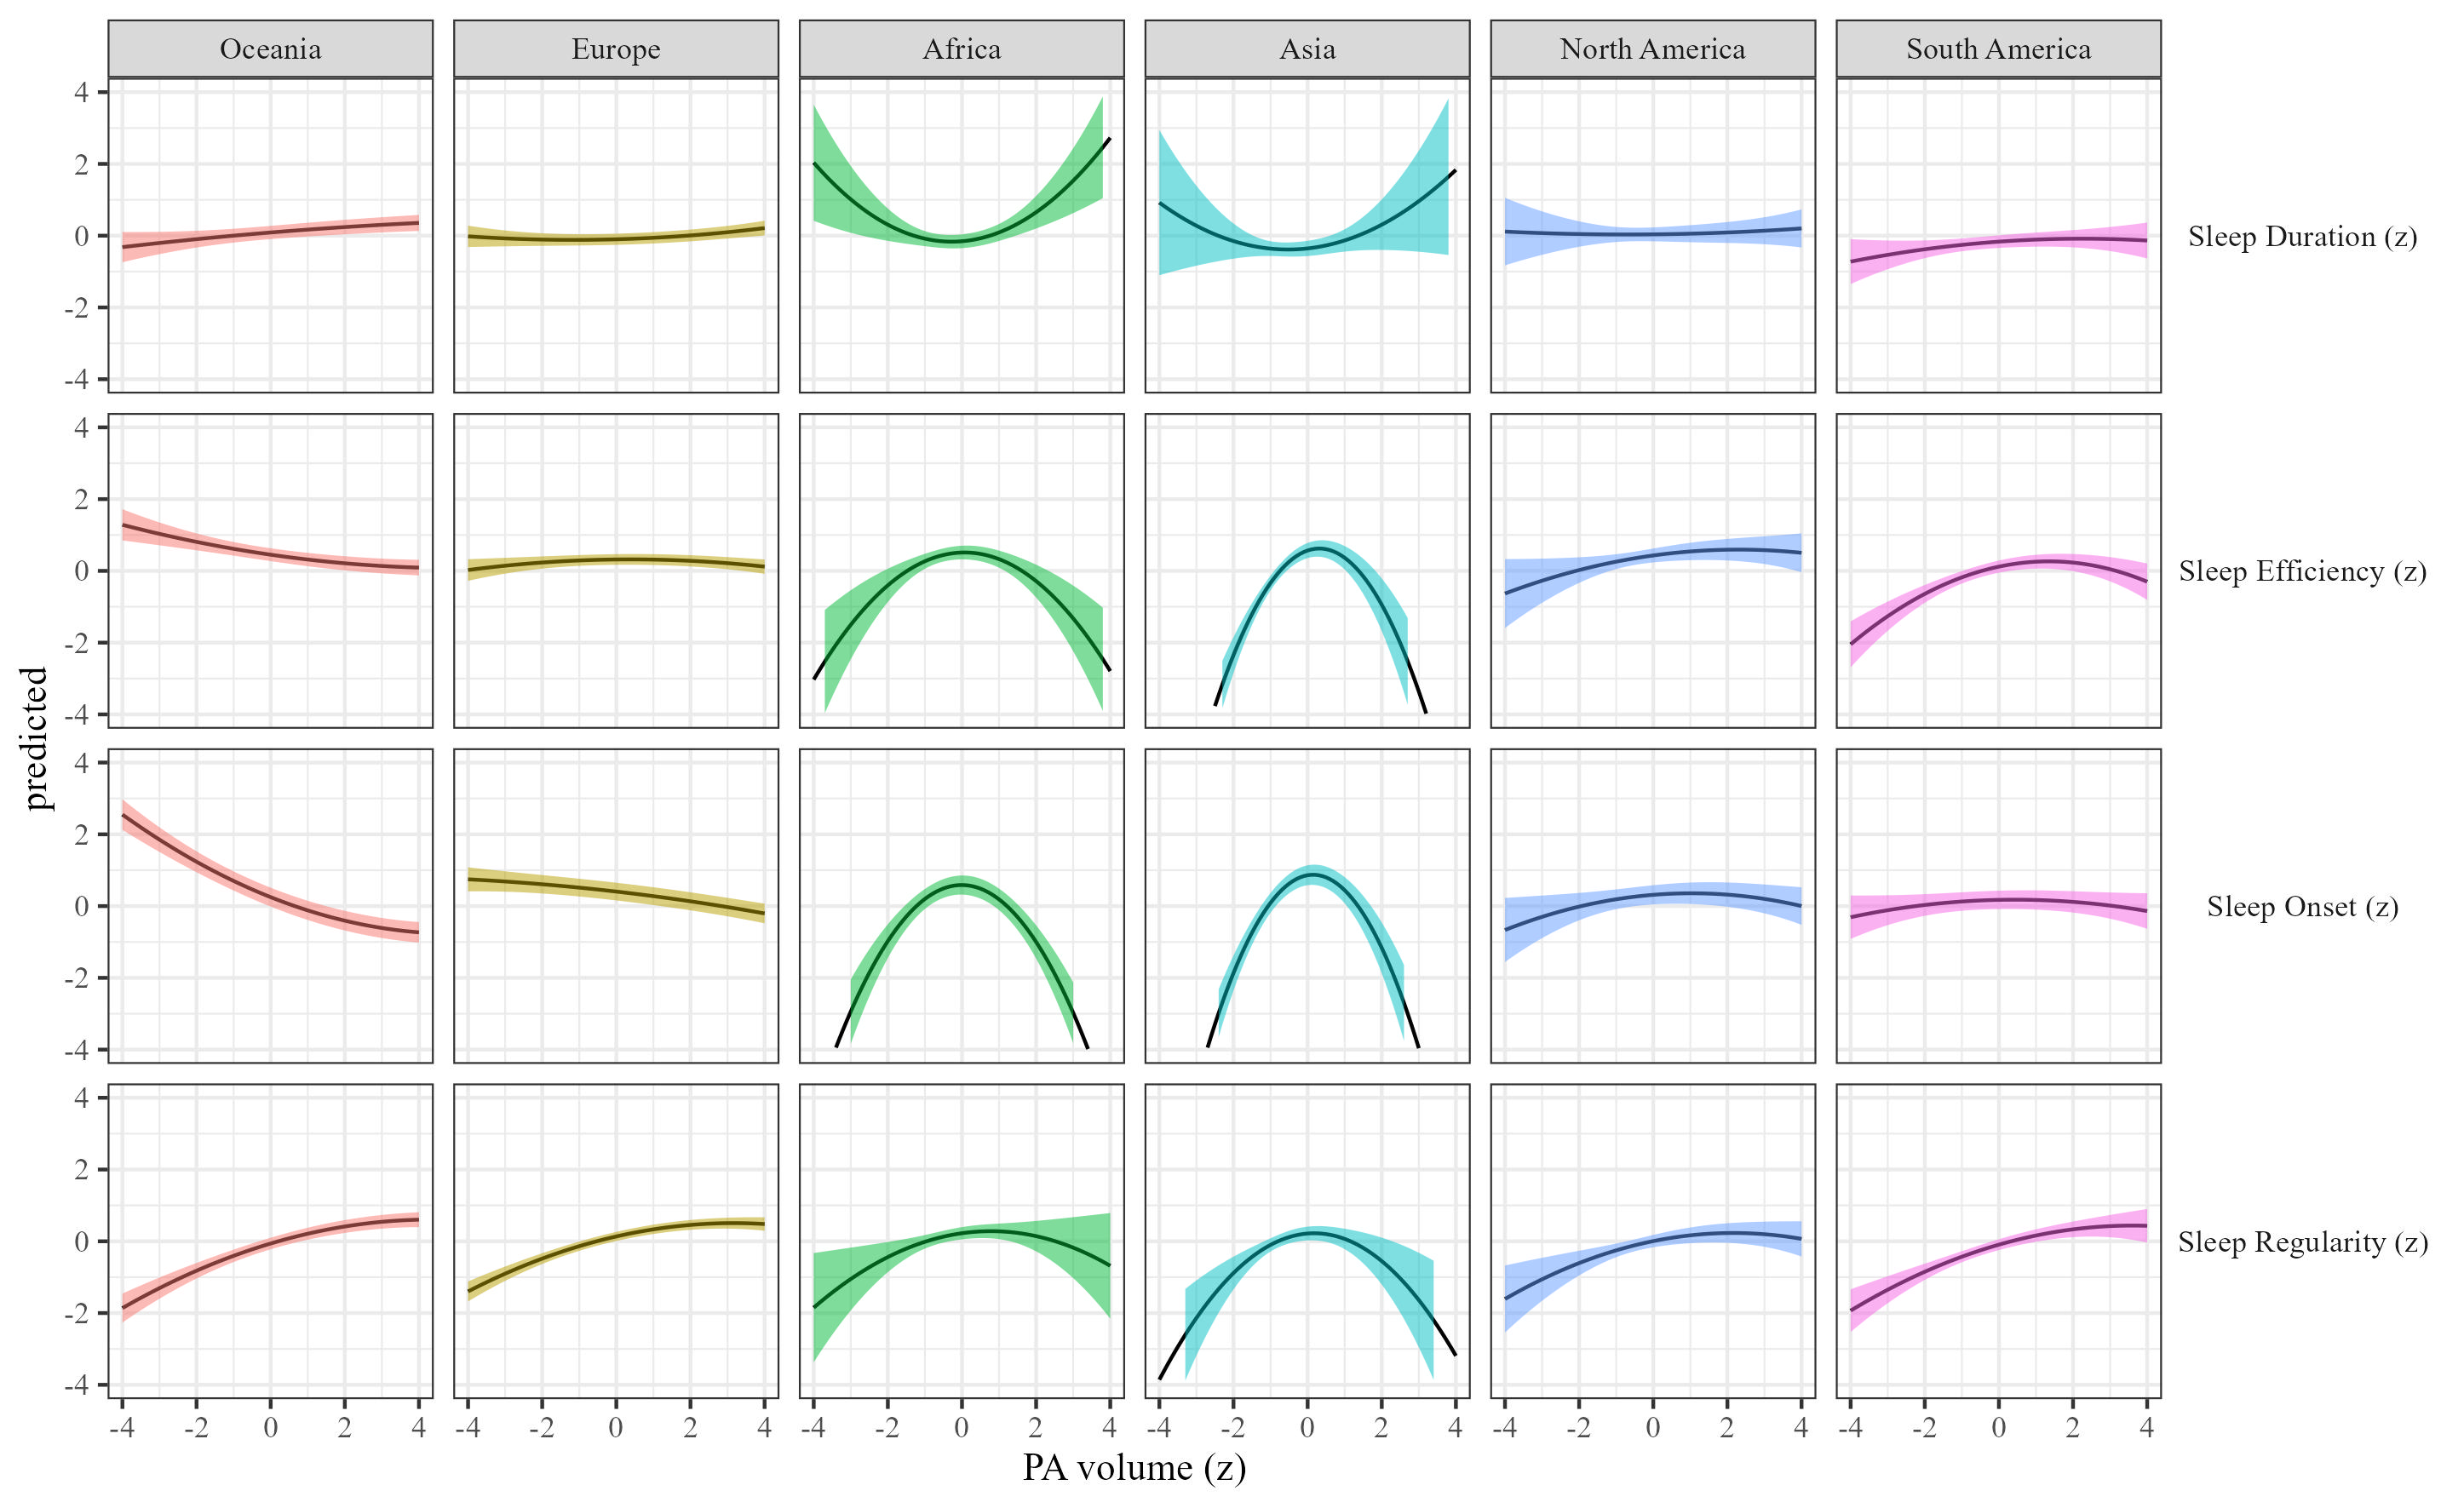 Oceania Europe Africa Asia North America South America
4
2
0
-2
-4
Sleep Duration (z)
4
2
0
-2
-4
Sleep Efficiency (z)
predicted
4
2
0
-2
-4
Sleep Onset (z)
4
2
0
-2
-4
Sleep Regularity (z)
-4 -2 0 2 4 -4 -2 0 2 4 -4 -2 0 2 4 -4 -2 0 2 4 -4 -2 0 2 4 -4 -2 0 2 4
PA volume (z)